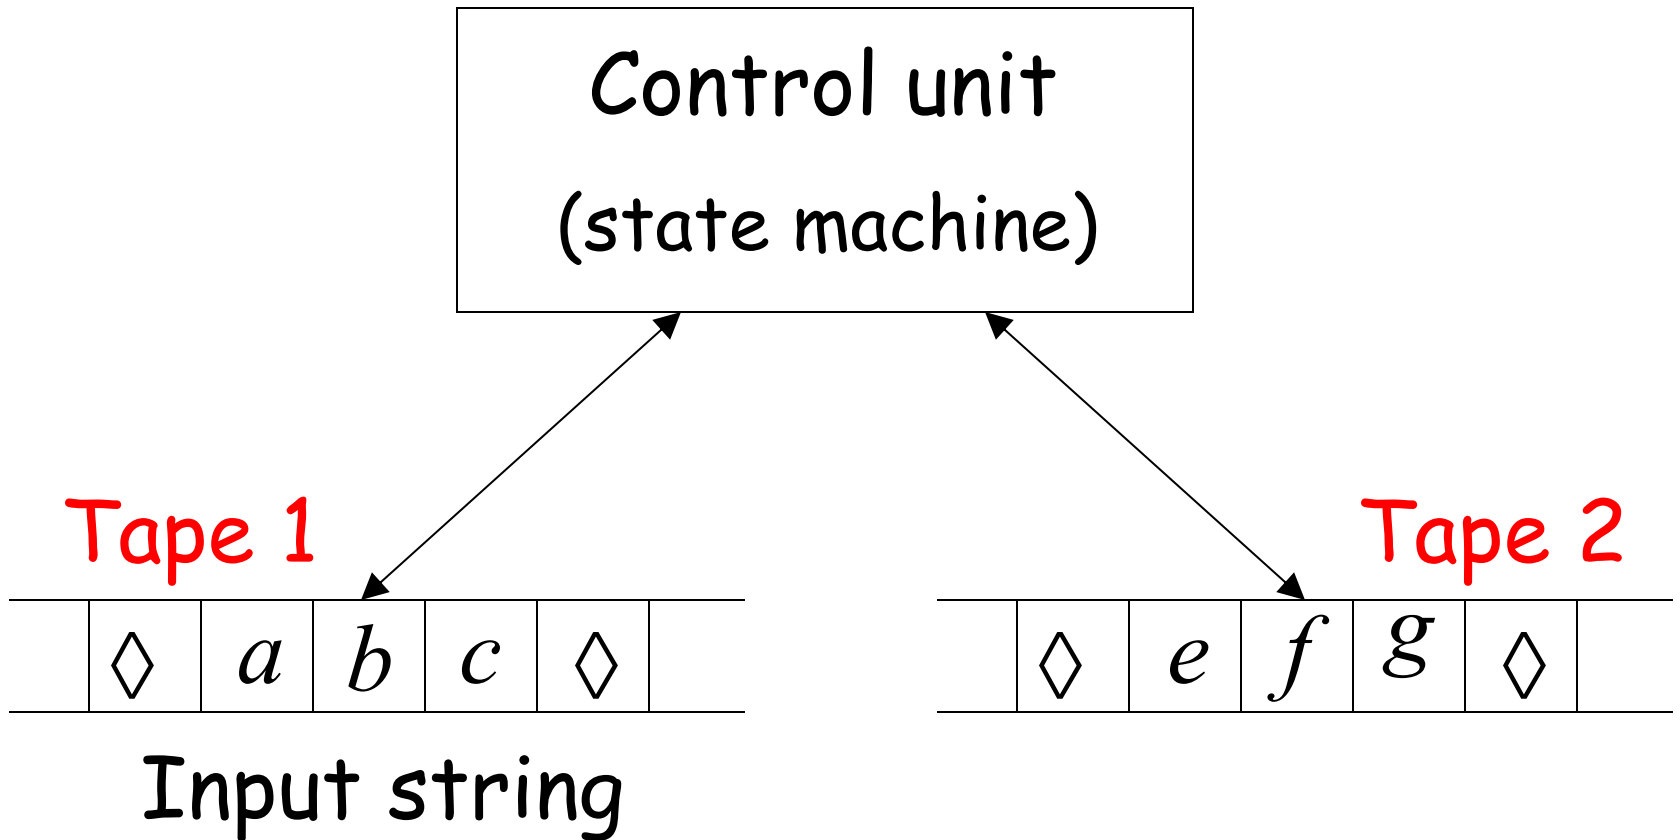 Control unit
(state machine)
Tape 1
Tape 2
◊ a b c ◊
◊ e f g ◊
Input string